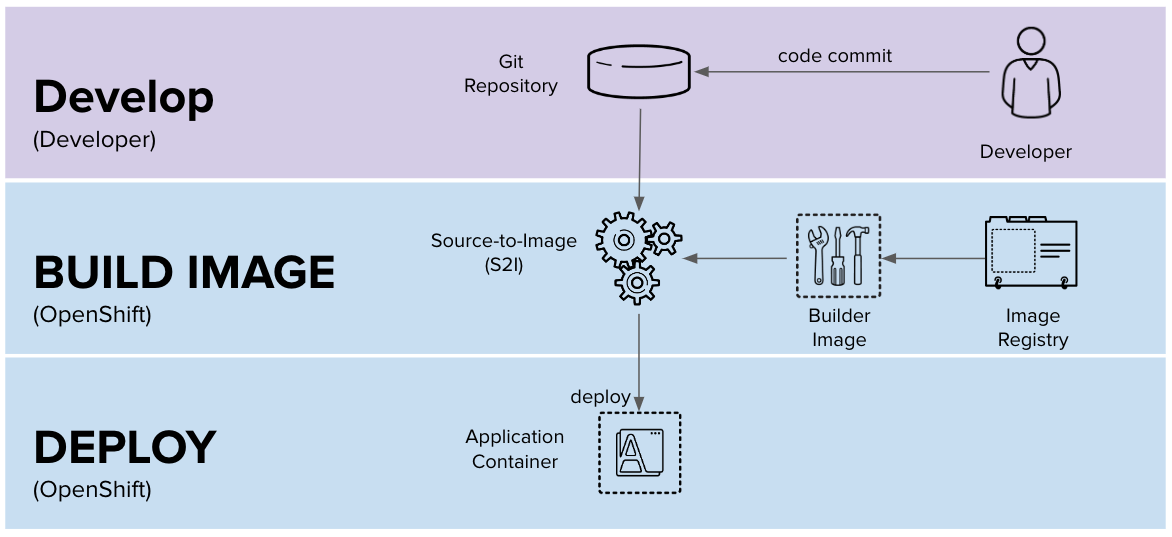 Develop
(Developer)
Git
Repository
code commit
Developer
BUILD IMAGE
(OpenShift)
Source-to-Image
(S2I)
Builder
Image
Image
Registry
DEPLOY
(OpenShift)
deploy
Application
Container
A